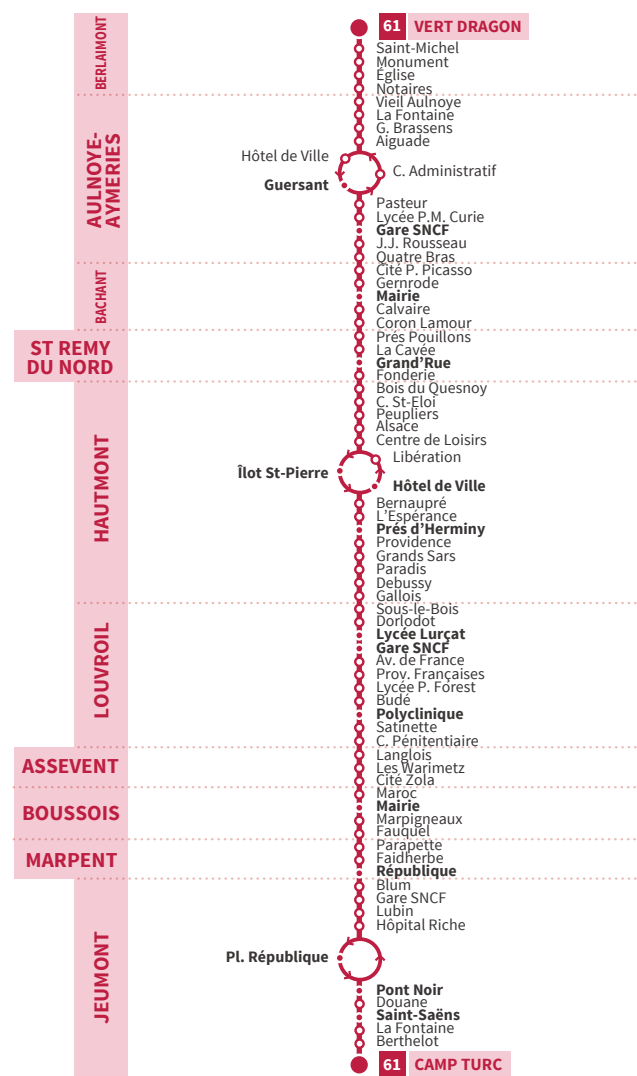 61 VERT DRAGON
BERLAIMONT
Saint-Michel
Monument
Église
Notaires
AULNOYE-
AYMERIES
Vieil Aulnoye
La Fontaine
G. Brassens
Aiguade
Hôtel de Ville
C. Administratif
Guersant
Pasteur
Lycée P.M. Curie
Gare SNCF
J.J. Rousseau
Quatre Bras
BACHANT
Cité P. Picasso
Gernrode
Mairie
Calvaire
Coron Lamour
ST REMY
DU NORD
Prés Pouillons
La Cavée
Grand'Rue
Fonderie
HAUTMONT
Bois du Quesnoy
C. St-Eloi
Peupliers
Alsace
Centre de Loisirs
Libération
Îlot St-Pierre
Hôtel de Ville
Bernaupré
L'Espérance
Prés d'Herminy
Providence
Grands Sars
Paradis
Debussy
Gallois
LOUVROIL
Sous-le-Bois
Dorlodot
Lycée Lurçat
Gare SNCF
Av. de France
Prov. Françaises
Lycée P. Forest
Budé
Polyclinique
Satinette
C. Pénitentiaire
ASSEVENT
Langlois
Les Warimetz
Cité Zola
BOUSSOIS
Maroc
Mairie
Marpigneaux
Fauquel
MARPENT
Parapette
Faidherbe
République
JEUMONT
Blum
Gare SNCF
Lubin
Hôpital Riche
Pl. République
Pont Noir
Douane
Saint-Saëns
La Fontaine
Berthelot
61 CAMP TURC